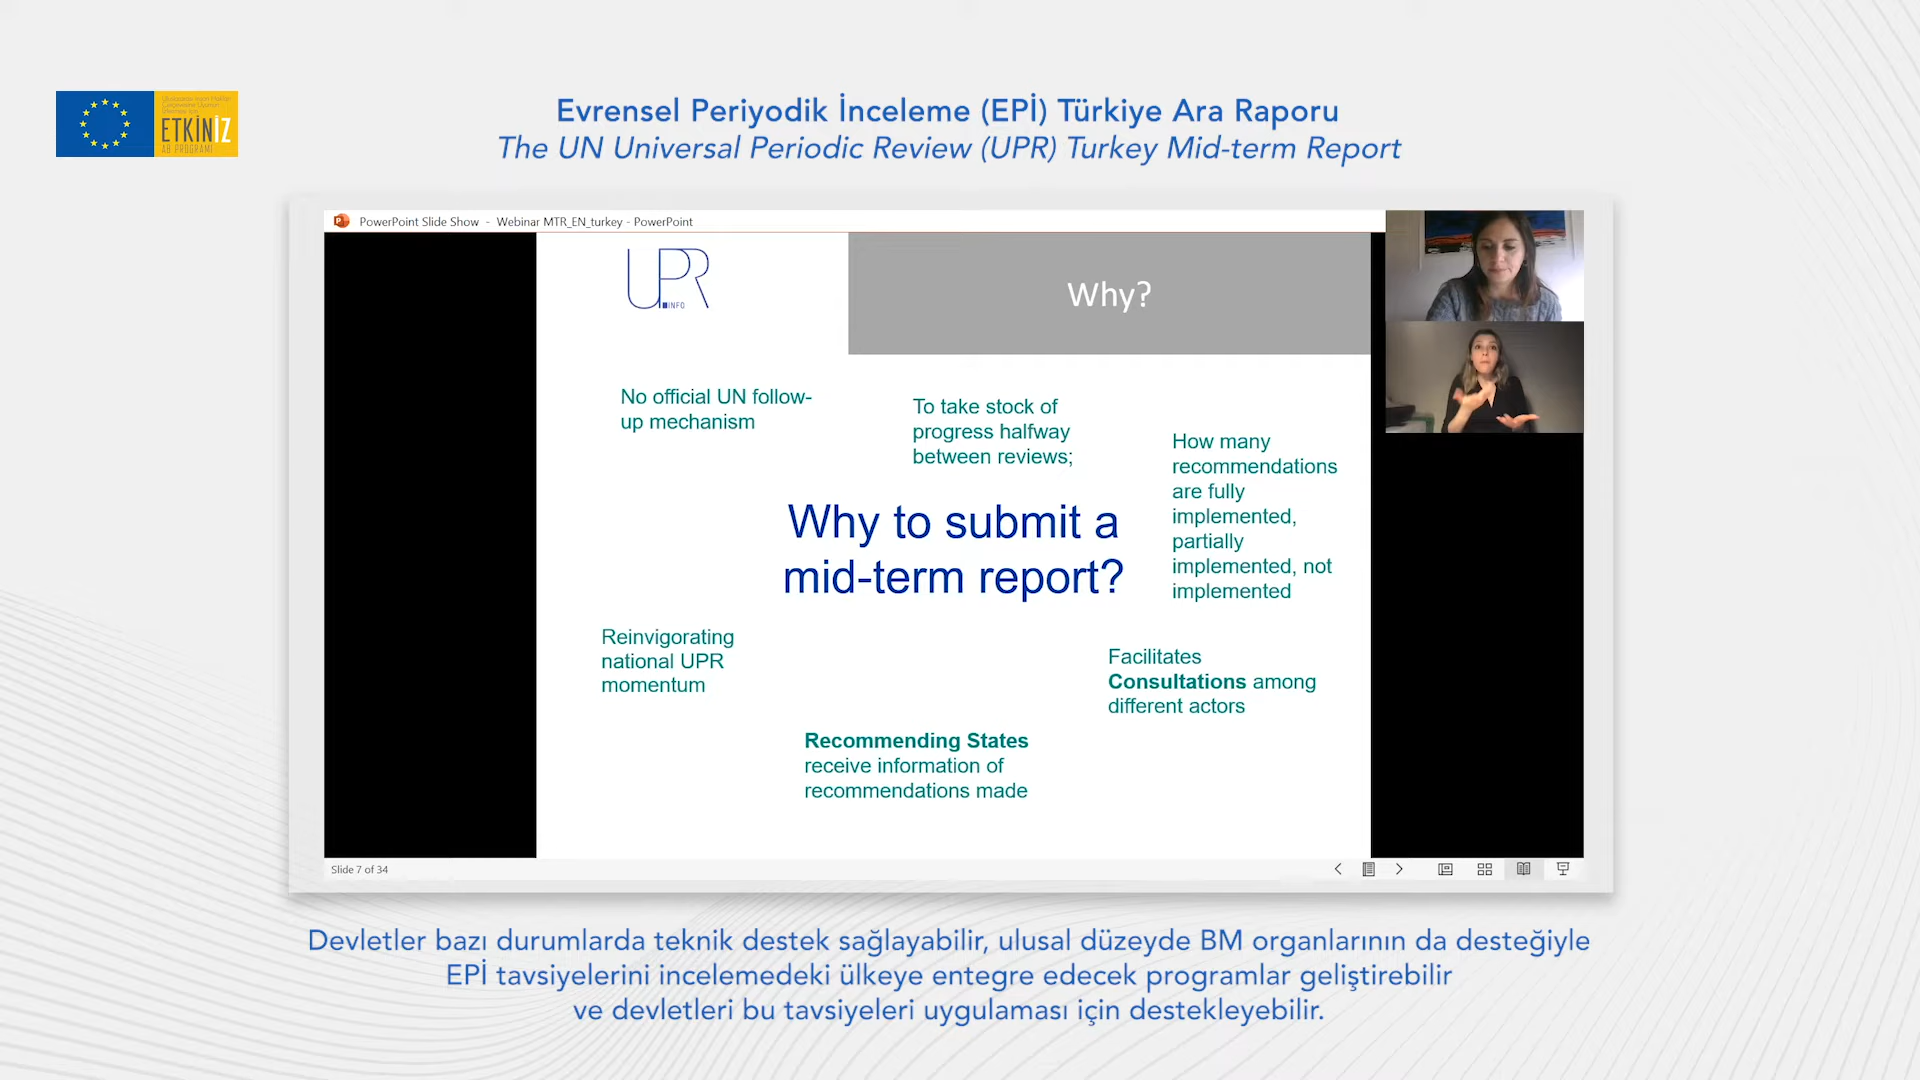 ETKİNİZ
AB PROGRAMI
Evrensel Periyodik İnceleme (EPİ) Türkiye Ara Raporu
The UN Universal Periodic Review (UPR) Turkey Mid-term Report
PowerPoint Slide Show - Webinar MTR_EN_turkey - PowerPoint
UPR
INFO
Why?
No official UN follow-
up mechanism
To take stock of
progress halfway
between reviews;
How many
recommendations
are fully
implemented,
partially
implemented, not
implemented
Why to submit a
mid-term report?
Reinvigorating
national UPR
momentum
Facilitates
Consultations among
different actors
Recommending States
receive information of
recommendations made
Slide 7 of 34
Devletler bazı durumlarda teknik destek sağlayabilir, ulusal düzeyde BM organlarının da desteğiyle
EPİ tavsiyelerini incelemedeki ülkeye entegre edecek programlar geliştirebilir
ve devletleri bu tavsiyeleri uygulaması için destekleyebilir.